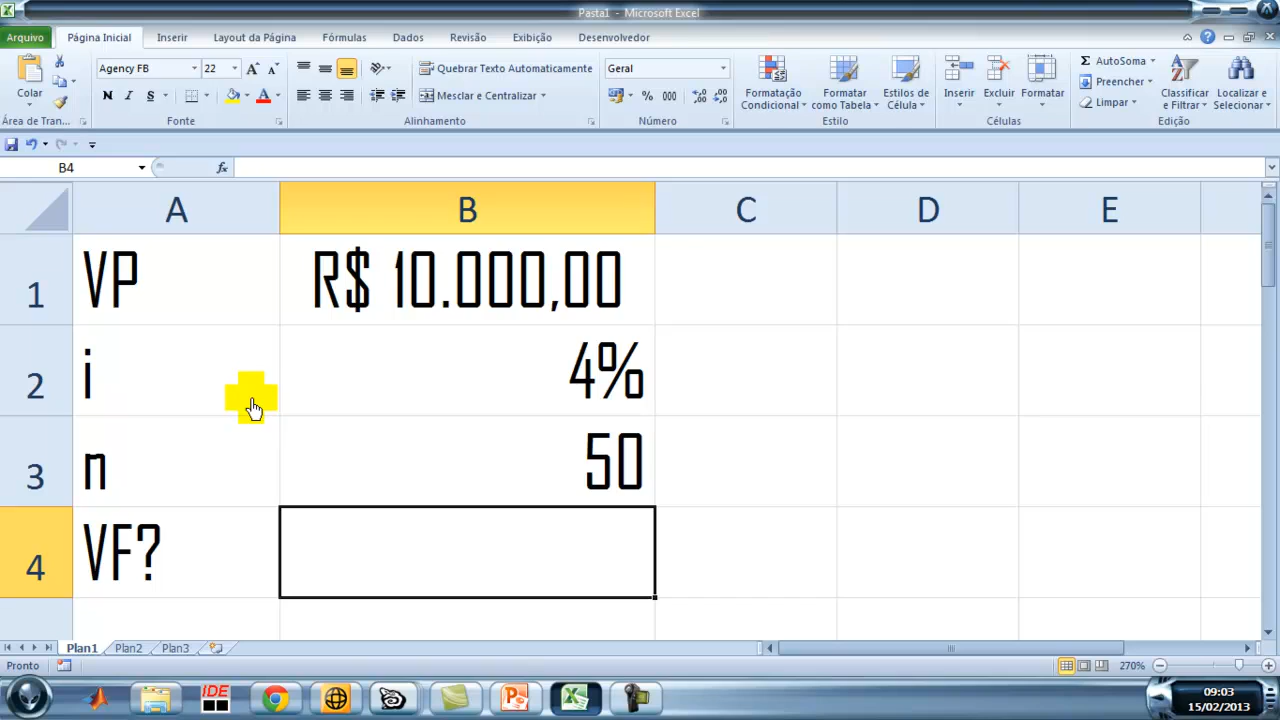 Pasta1 - Microsoft Excel
Arquivo Página Inicial Inserir Layout da Página Fórmulas Dados Revisão Exibição Desenvolvedor
Colar
Agency FB 22
N I S
Quebrar Texto Automaticamente
Mesclar e Centralizar
Geral
% 000
Formatação Condicional
Formatar como Tabela
Estilos de Célula
Inserir Excluir Formatar
AutoSoma
Preencher
Limpar
Classificar e Filtrar
Localizar e Selecionar
Área de Tran... Fonte Alinhamento Número Estilo Células Edição
B4 fx
A B C D E
1 VP R$ 10.000,00
2 i 4%
3 n 50
4 VF?
Plan1 Plan2 Plan3
Pronto 270%
IDE
09:03
15/02/2013